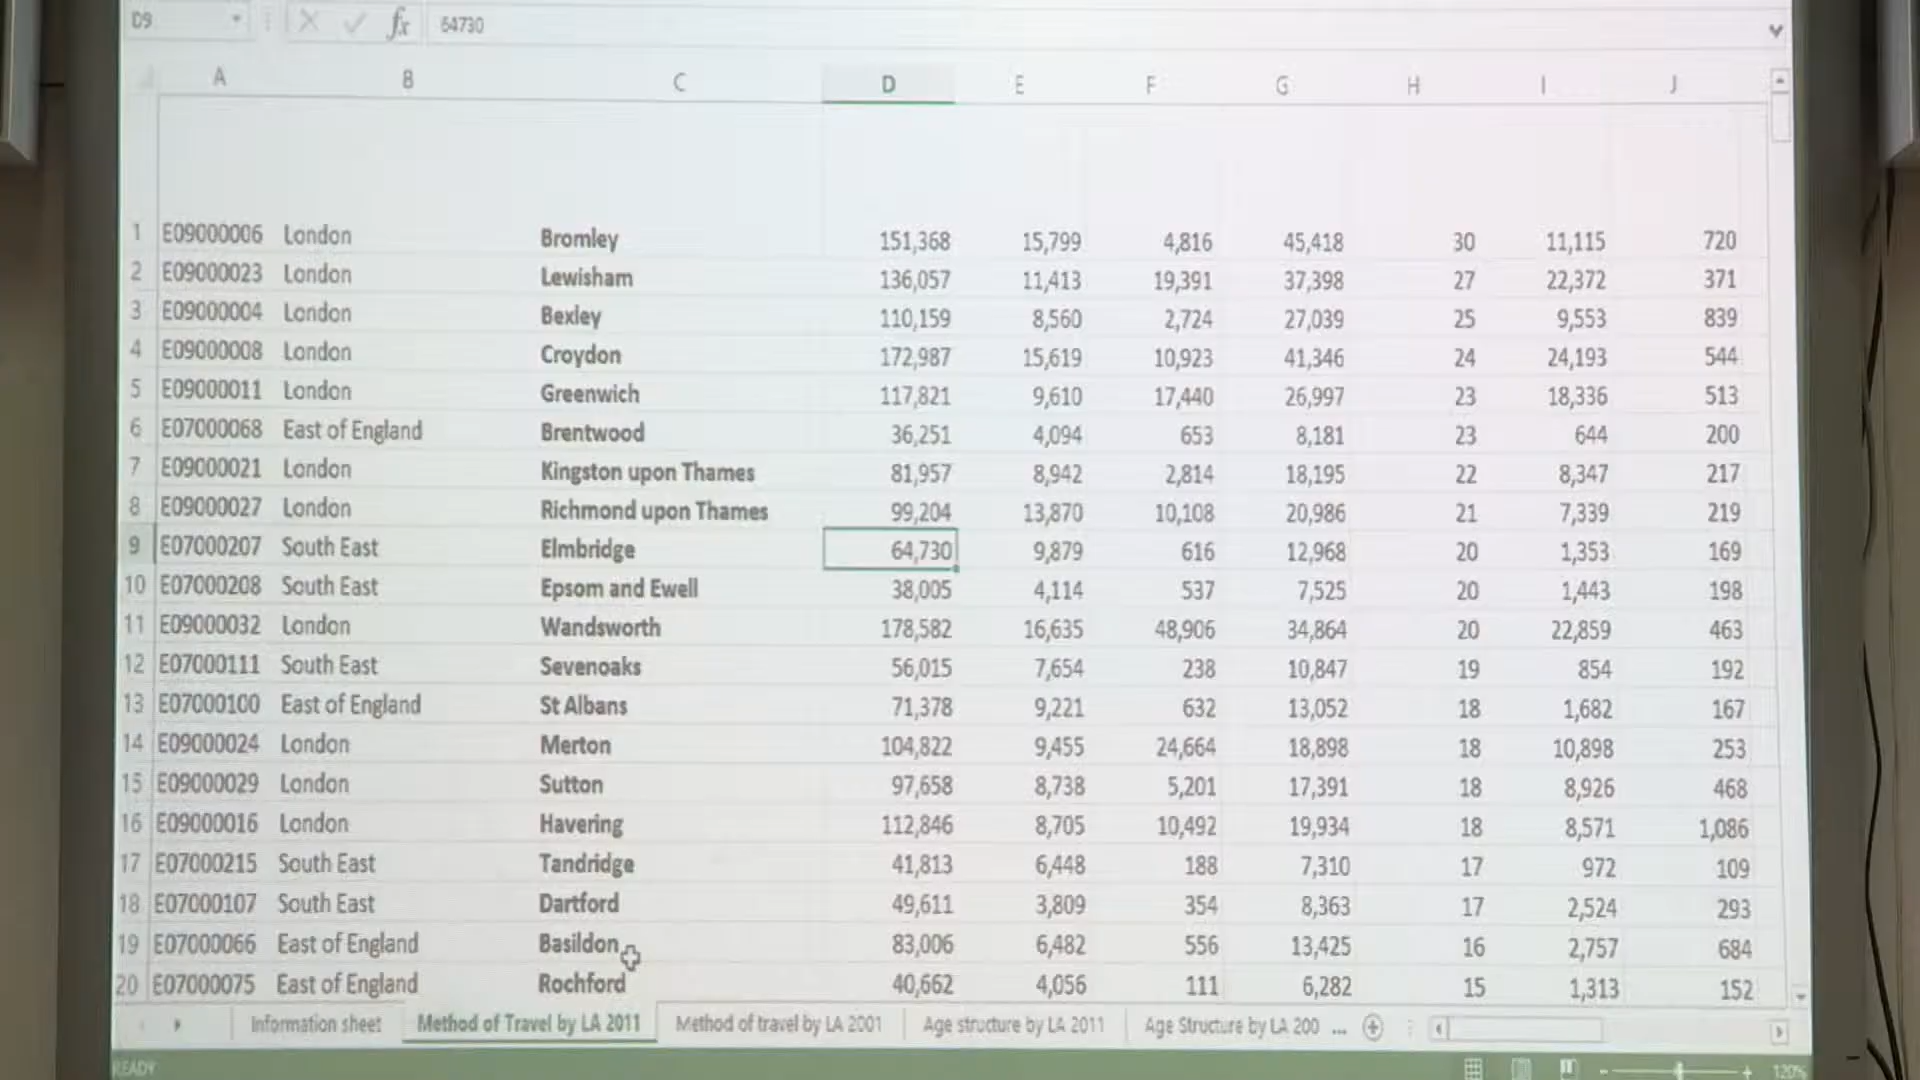 D9 fx 64730
A B C D E F G H I J
1 E09000006 London Bromley 151,368 15,799 4,816 45,418 30 11,115 720
2 E09000023 London Lewisham 136,057 11,413 19,391 37,398 27 22,372 371
3 E09000004 London Bexley 110,159 8,560 2,724 27,039 25 9,553 839
4 E09000008 London Croydon 172,987 15,619 10,923 41,346 24 24,193 544
5 E09000011 London Greenwich 117,821 9,610 17,440 26,997 23 18,336 513
6 E07000068 East of England Brentwood 36,251 4,094 653 8,181 23 644 200
7 E09000021 London Kingston upon Thames 81,957 8,942 2,814 18,195 22 8,347 217
8 E09000027 London Richmond upon Thames 99,204 13,870 10,108 20,986 21 7,339 219
9 E07000207 South East Elmbridge 64,730 9,879 616 12,968 20 1,353 169
10 E07000208 South East Epsom and Ewell 38,005 4,114 537 7,525 20 1,443 198
11 E09000032 London Wandsworth 178,582 16,635 48,906 34,864 20 22,859 463
12 E07000111 South East Sevenoaks 56,015 7,654 238 10,847 19 854 192
13 E07000100 East of England St Albans 71,378 9,221 632 13,052 18 1,682 167
14 E09000024 London Merton 104,822 9,455 24,664 18,898 18 10,898 253
15 E09000029 London Sutton 97,658 8,738 5,201 17,391 18 8,926 468
16 E09000016 London Havering 112,846 8,705 10,492 19,934 18 8,571 1,086
17 E07000215 South East Tandridge 41,813 6,448 188 7,310 17 972 109
18 E07000107 South East Dartford 49,611 3,809 354 8,363 17 2,524 293
19 E07000066 East of England Basildon 83,006 6,482 556 13,425 16 2,757 684
20 E07000075 East of England Rochford 40,662 4,056 111 6,282 15 1,313 152
Information sheet Method of Travel by LA 2011 Method of travel by LA 2001 Age structure by LA 2011 Age Structure by LA 200 ...
READY 120%